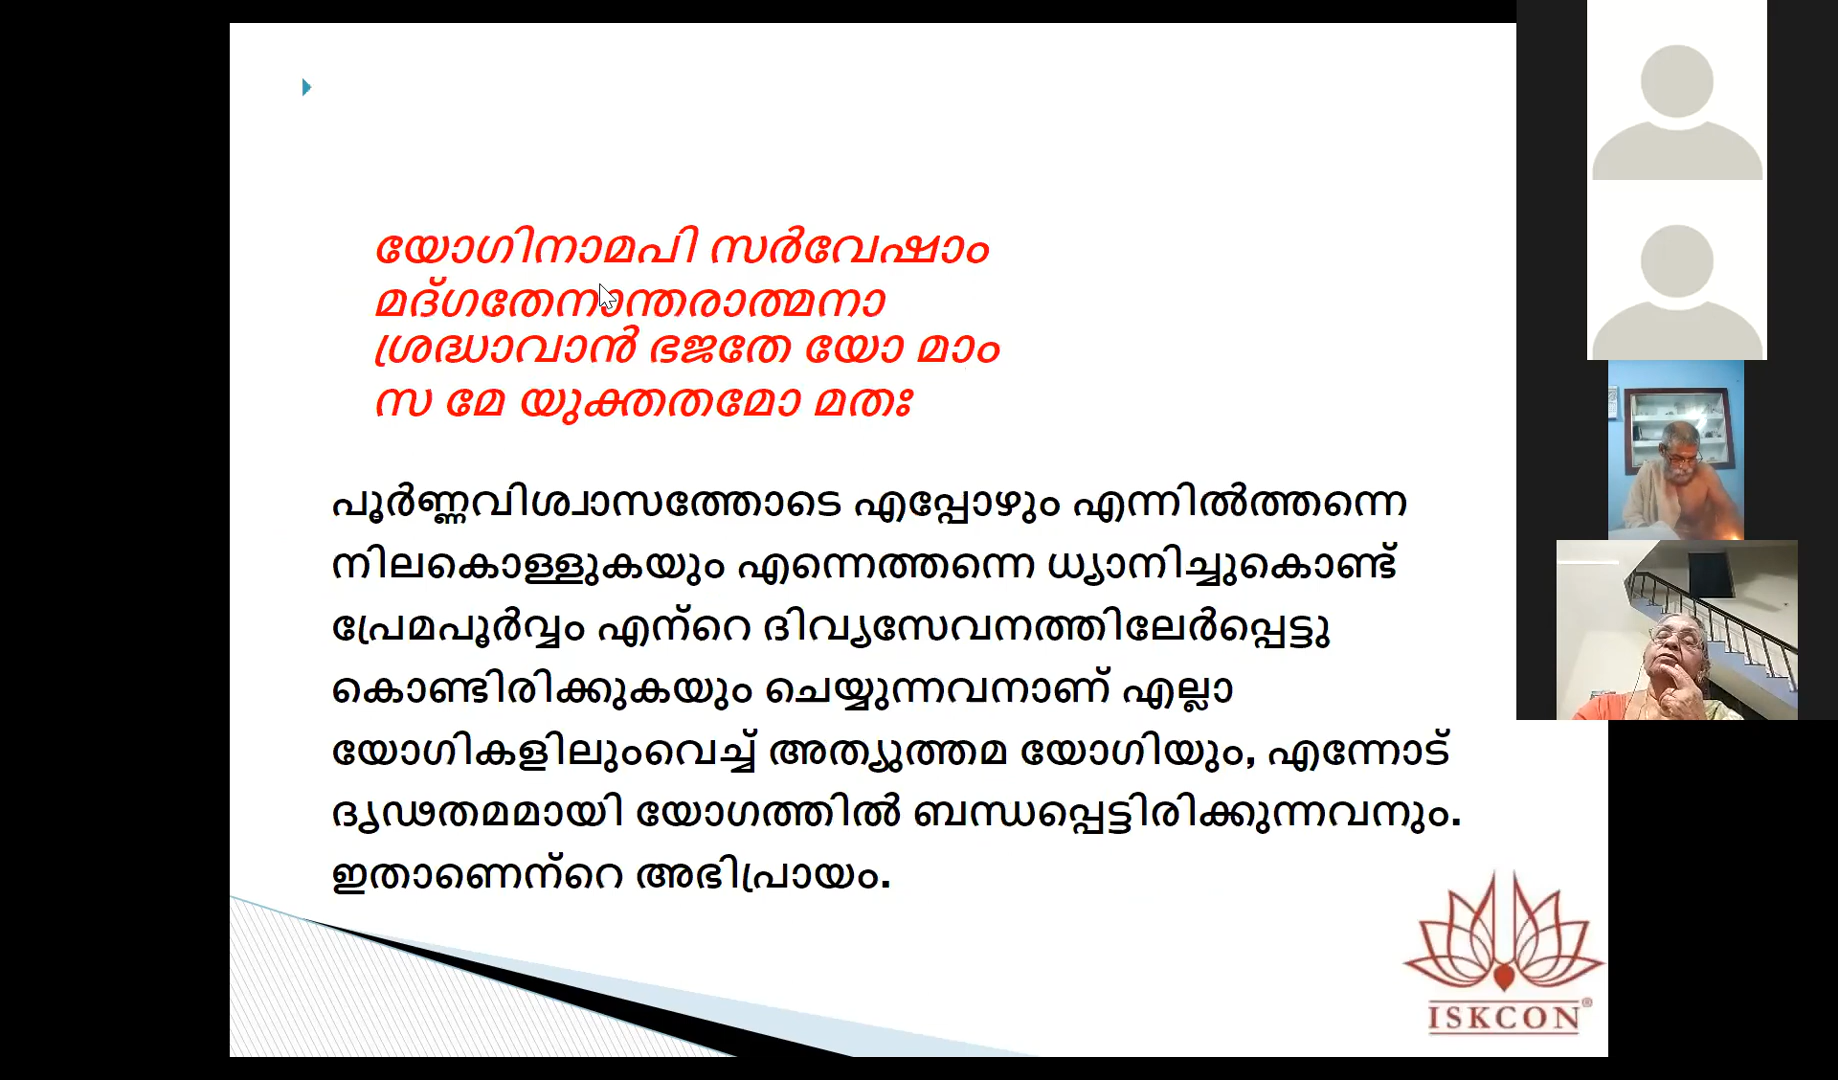 യോഗിനാമപി സർവേഷാം
മദ്ഗതേനാന്തരാത്മനാ
ശ്രദ്ധാവാൻ ഭജതേ യോ മാം
സ മേ യുക്തതമോ മതഃ
പൂർണ്ണവിശ്വാസത്തോടെ എപ്പോഴും എന്നിൽത്തന്നെ
നിലകൊള്ളുകയും എന്നെത്തന്നെ ധ്യാനിച്ചുകൊണ്ട്
പ്രേമപൂർവ്വം എന്റെ ദിവ്യസേവനത്തിലേർപ്പെട്ടു
കൊണ്ടിരിക്കുകയും ചെയ്യുന്നവനാണ് എല്ലാ
യോഗികളിലുംവെച്ച് അത്യുത്തമ യോഗിയും, എന്നോട്
ദൃഢതമമായി യോഗത്തിൽ ബന്ധപ്പെട്ടിരിക്കുന്നവനും.
ഇതാണെന്റെ അഭിപ്രായം.
ISKCON®